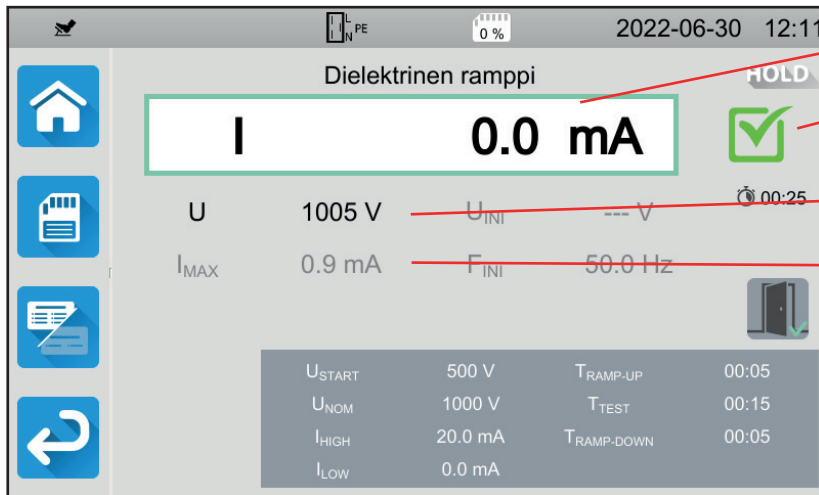 L N PE 0 % 2022-06-30 12:11
Dielektrinen ramppi HOLD
I 0.0 mA
00:25
U 1005 V UINI --- V
IMAX 0.9 mA FINI 50.0 Hz
USTART 500 V TRAMP-UP 00:05
UNOM 1000 V TTEST 00:15
IHIGH 20.0 mA TRAMP-DOWN 00:05
ILOW 0.0 mA